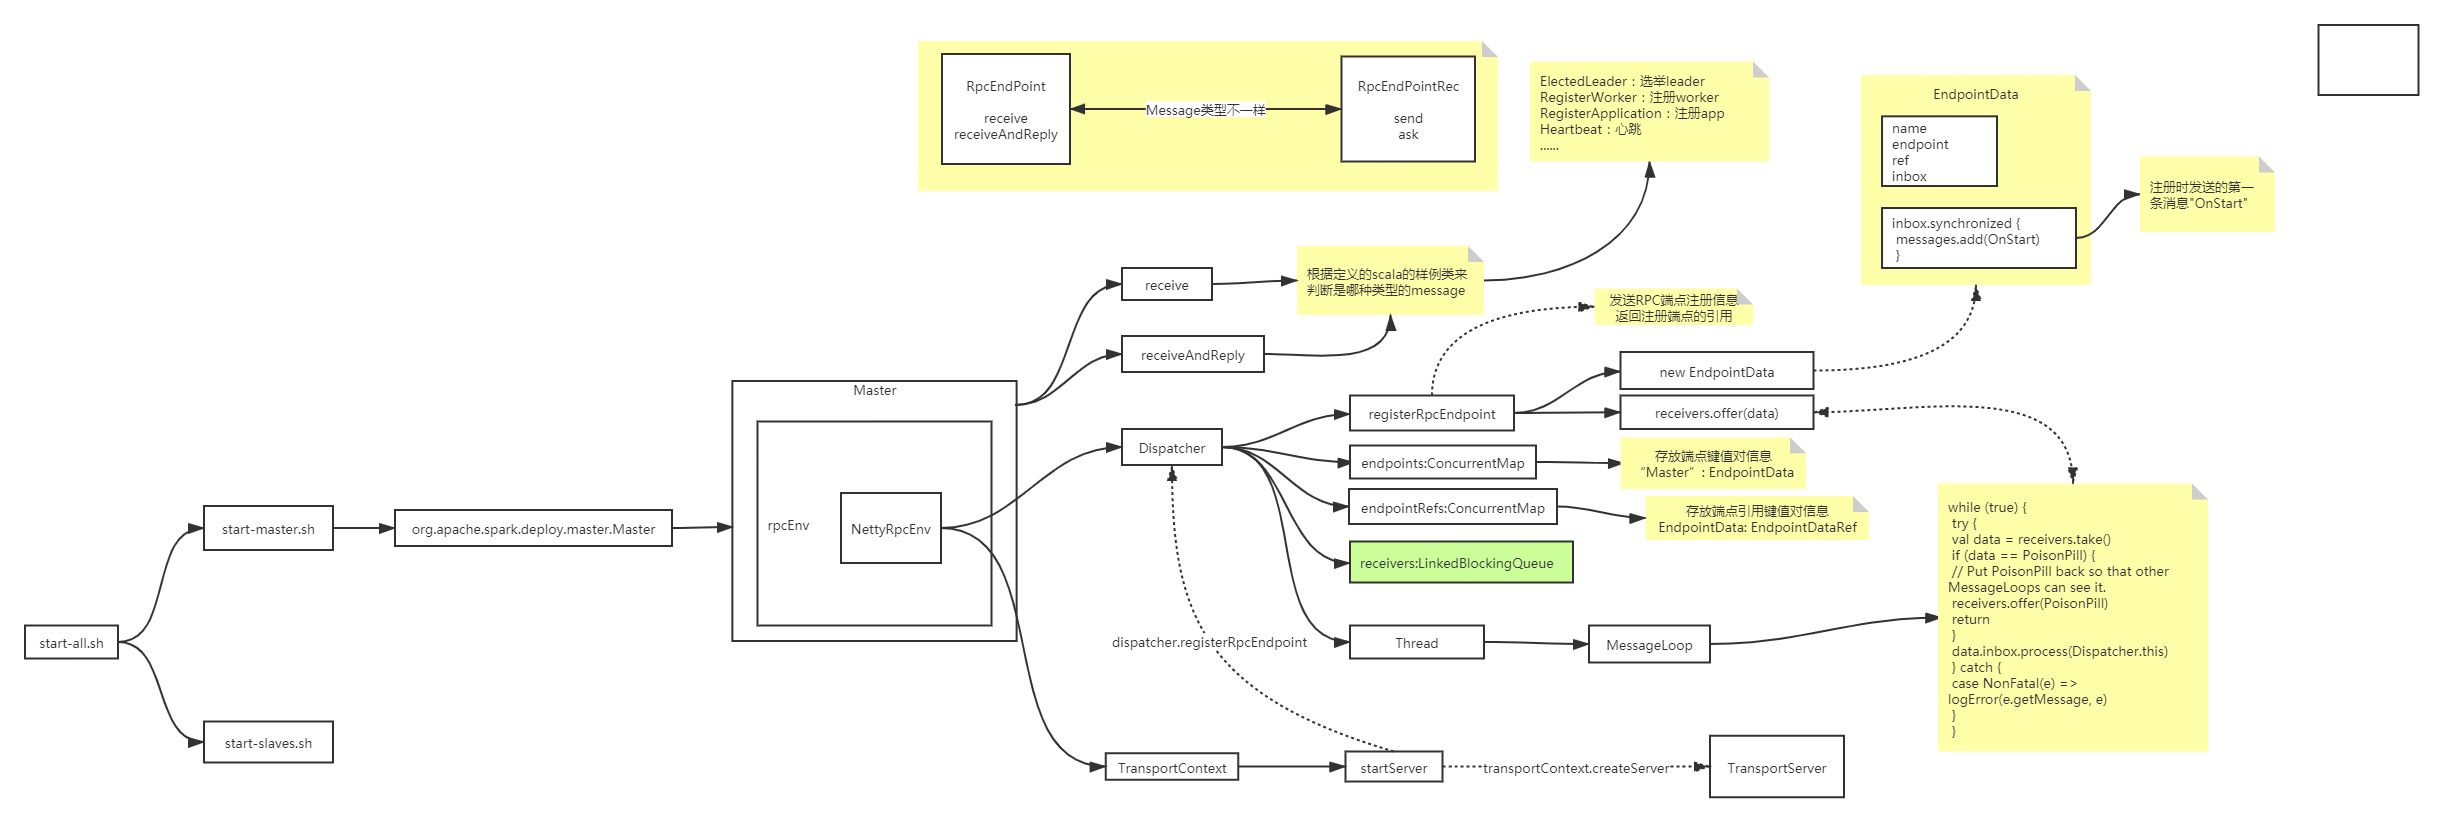 RpcEndPoint
receive
receiveAndReply
Message类型不一样
RpcEndPointRec
send
ask
ElectedLeader：选举leader
RegisterWorker：注册worker
RegisterApplication：注册app
Heartbeat：心跳
......
EndpointData
name
endpoint
ref
inbox
inbox.synchronized {
messages.add(OnStart)
}
注册时发送的第一
条消息"OnStart"
receive
根据定义的scala的样例类来
判断是哪种类型的message
receiveAndReply
发送RPC端点注册信息
返回注册端点的引用
Master
rpcEnv
NettyRpcEnv
new EndpointData
registerRpcEndpoint
receivers.offer(data)
Dispatcher
endpoints:ConcurrentMap
存放端点键值对信息
“Master”: EndpointData
endpointRefs:ConcurrentMap
存放端点引用键值对信息
EndpointData: EndpointDataRef
receivers:LinkedBlockingQueue
start-all.sh
start-master.sh
org.apache.spark.deploy.master.Master
start-slaves.sh
dispatcher.registerRpcEndpoint
Thread
MessageLoop
while (true) {
try {
val data = receivers.take()
if (data == PoisonPill) {
// Put PoisonPill back so that other
MessageLoops can see it.
receivers.offer(PoisonPill)
return
}
data.inbox.process(Dispatcher.this)
} catch {
case NonFatal(e) =>
logError(e.getMessage, e)
}
}
TransportContext
startServer
transportContext.createServer
TransportServer